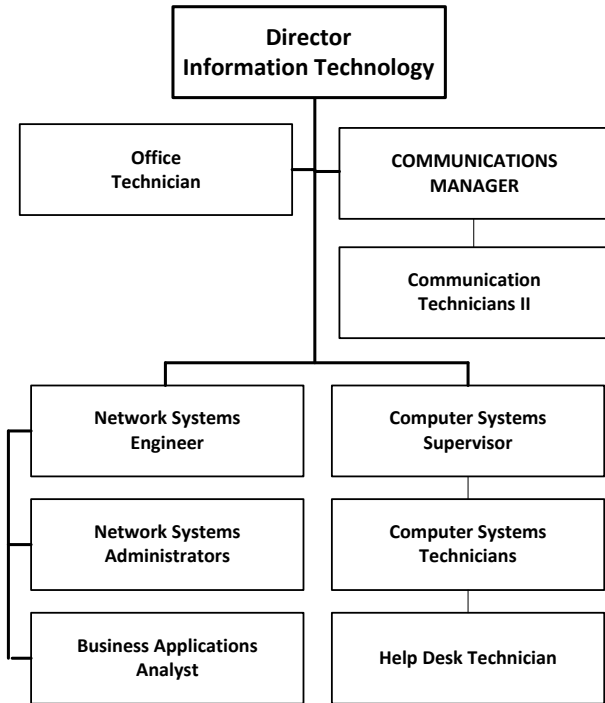 Director
Information Technology
Office
Technician
COMMUNICATIONS
MANAGER
Communication
Technicians II
Network Systems
Engineer
Computer Systems
Supervisor
Network Systems
Administrators
Computer Systems
Technicians
Business Applications
Analyst
Help Desk Technician